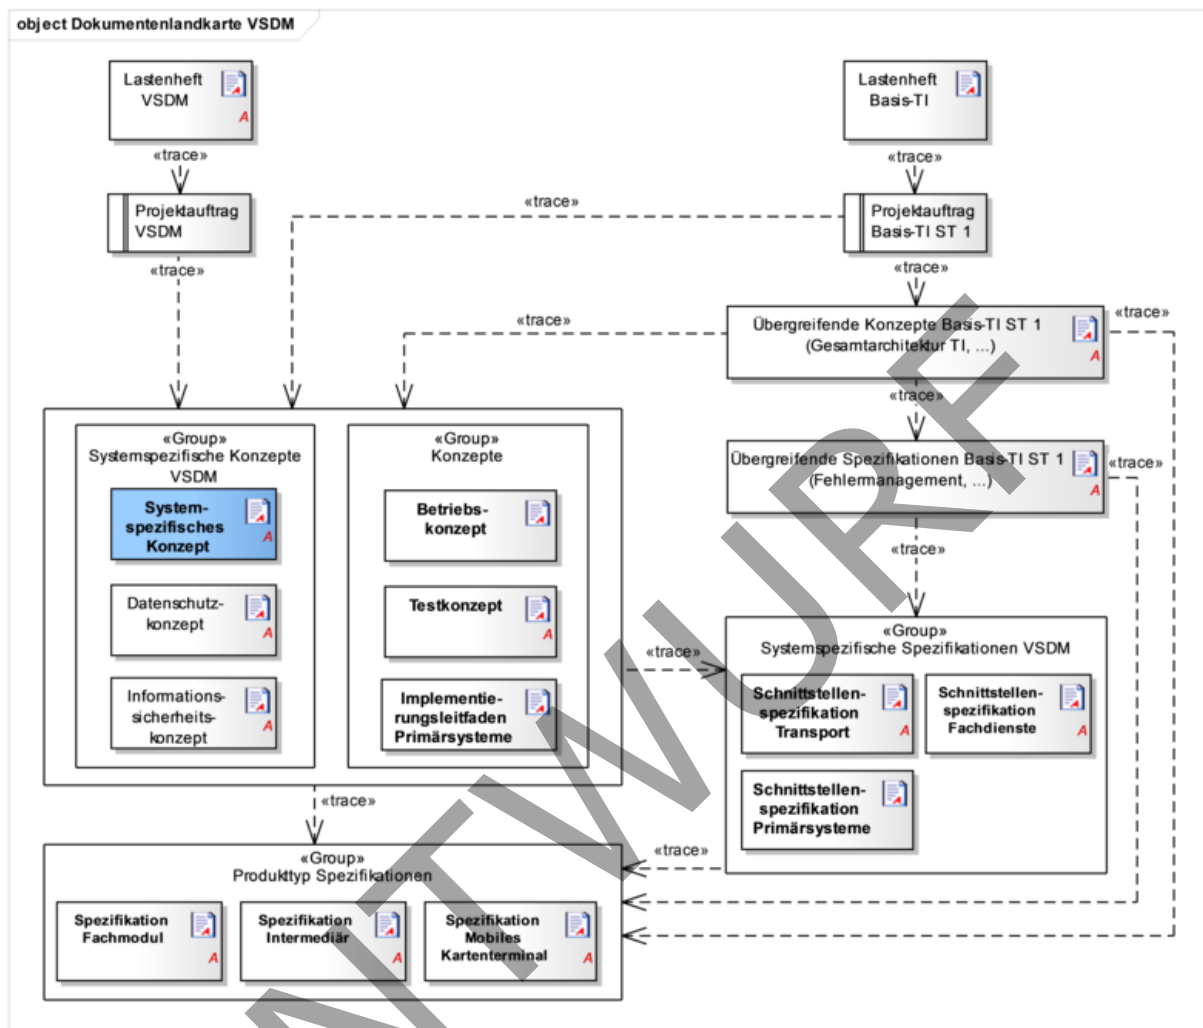 object Dokumentenlandkarte VSDM
Lastenheft
VSDM
A
Lastenheft
Basis-TI
«trace»
«trace»
Projektauftrag
VSDM
«trace»
Projektauftrag
Basis-TI ST 1
«trace»
«trace»
Übergreifende Konzepte Basis-TI ST 1
(Gesamtarchitektur TI, ...)
A
«trace»
«trace»
«trace»
Übergreifende Spezifikationen Basis-TI ST 1
(Fehlermanagement, ...)
A
«trace»
«trace»
«Group»
Systemspezifische Konzepte
VSDM
System-
spezifisches
Konzept
A
Datenschutz-
konzept
A
Informations-
sicherheits-
konzept
A
«Group»
Konzepte
Betriebs-
konzept
Testkonzept
A
Implementie-
rungsleitfaden
Primärsysteme
«trace»
«Group»
Systemspezifische Spezifikationen VSDM
Schnittstellen-
spezifikation
Transport
A
Schnittstellen-
spezifikation
Fachdienste
A
Schnittstellen-
spezifikation
Primärsysteme
«trace»
«trace»
«Group»
Produkttyp Spezifikationen
Spezifikation
Fachmodul
A
Spezifikation
Intermediär
A
Spezifikation
Mobiles
Kartenterminal
A
NTWURF